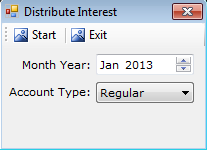 Distribute Interest
Start Exit
Month Year: Jan 2013
Account Type: Regular